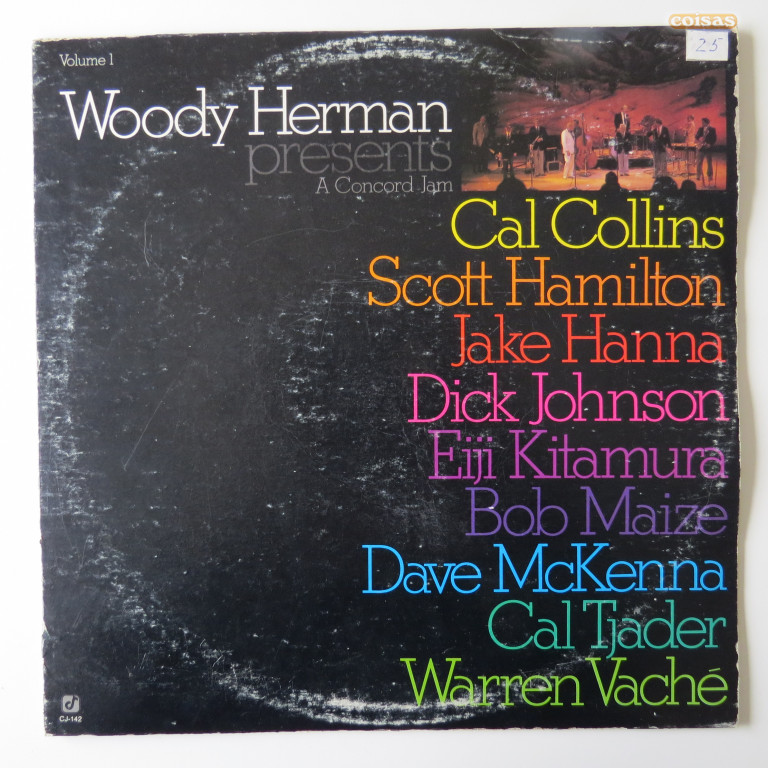 coisas
25
Volume 1
Woody Herman
presents
A Concord Jam
Cal Collins
Scott Hamilton
Jake Hanna
Dick Johnson
Eiji Kitamura
Bob Maize
Dave McKenna
Cal Tjader
Warren Vaché
CJ-142